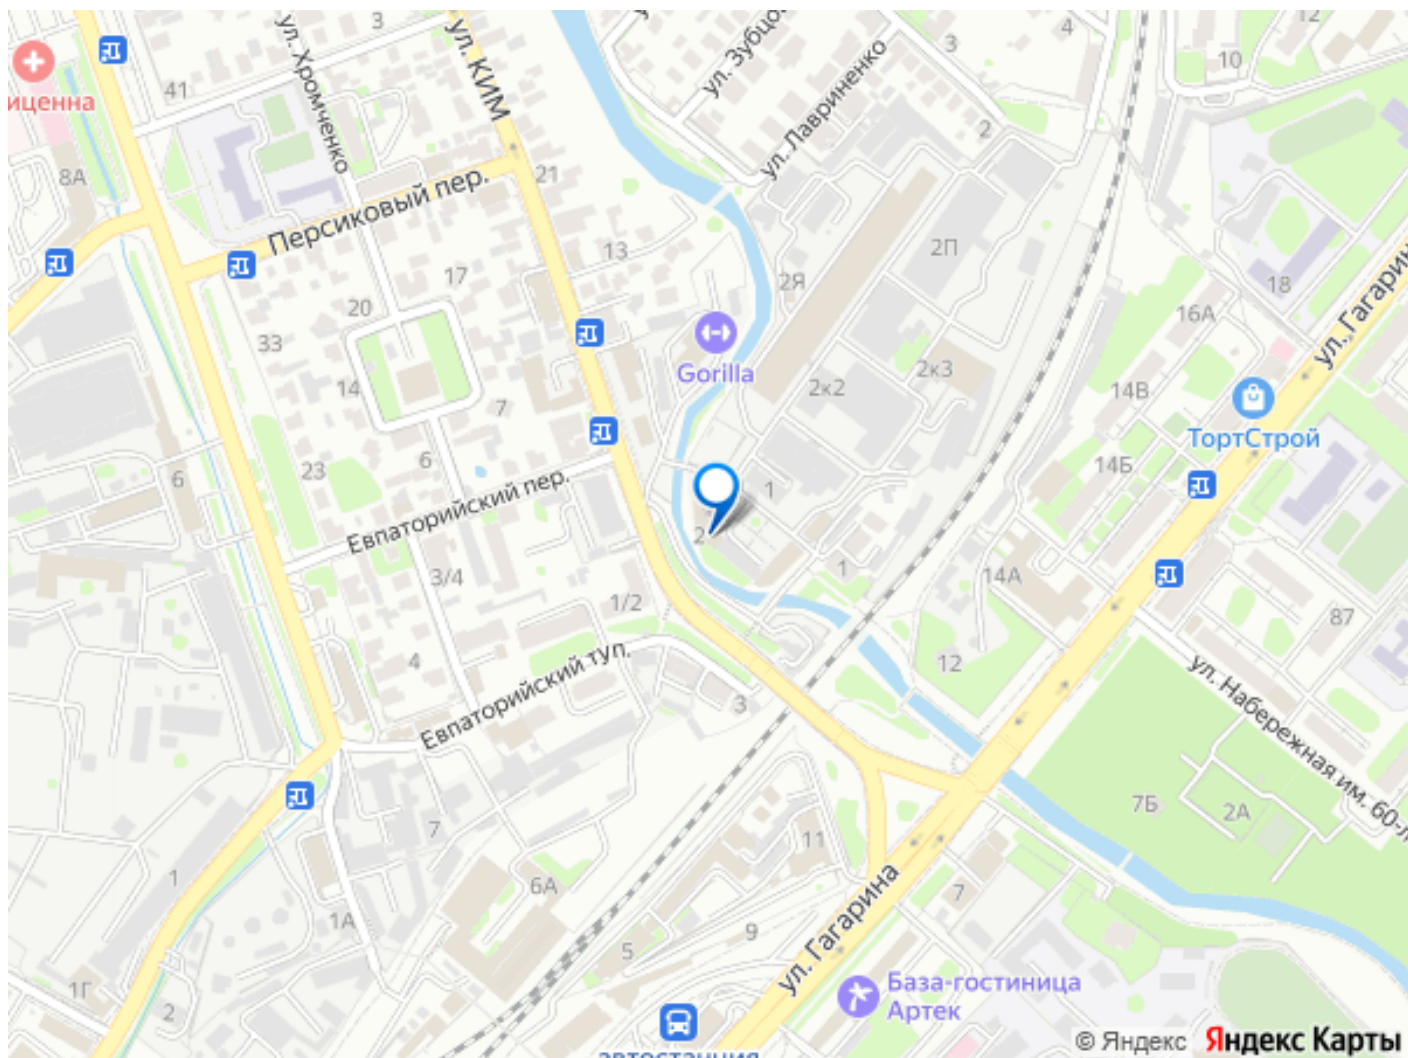 3
ул. Зубцо
4
12
ул. КИМ
ул. Хромченко
3
10
ул. Лавриненко
41
иценна
2
8А
21
Персиковый пер.
13
2П
ул. Гагарин
17
2Я
18
20
16А
33
Gorilla
2к3
14
2к2
14В
7
ТортСтрой
6
14Б
23
6
1
Евпаторийский пер.
2
3/4
1
14А
1/2
87
4
12
Евпаторийский туп.
3
ул. Набережная им. 60-л
7Б
2А
7
11
1
6А
7
1А
9
5
ул. Гагарина
1Г
База-гостиница
Артек
2
© Яндекс Яндекс Карты
автостанция